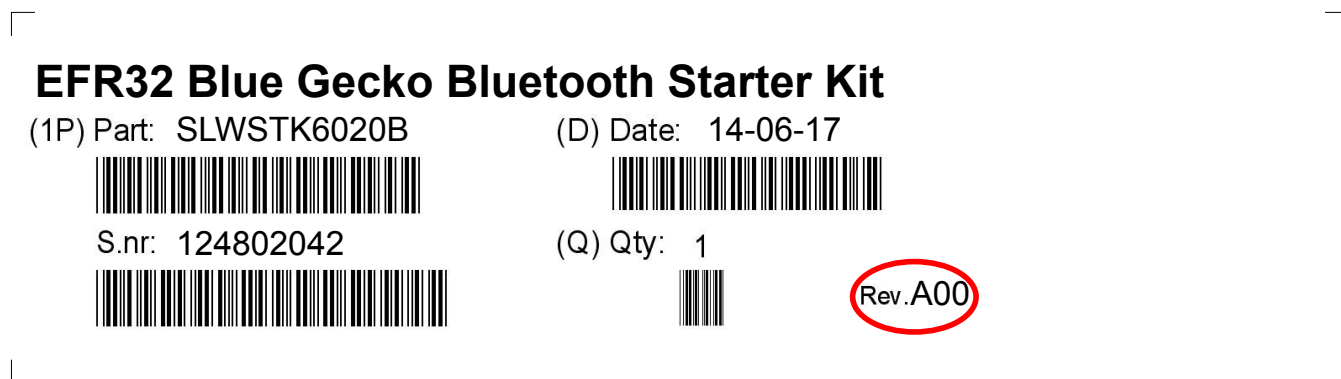 EFR32 Blue Gecko Bluetooth Starter Kit
(1P) Part: SLWSTK6020B (D) Date: 14-06-17
S.nr: 124802042 (Q) Qty: 1
Rev.A00